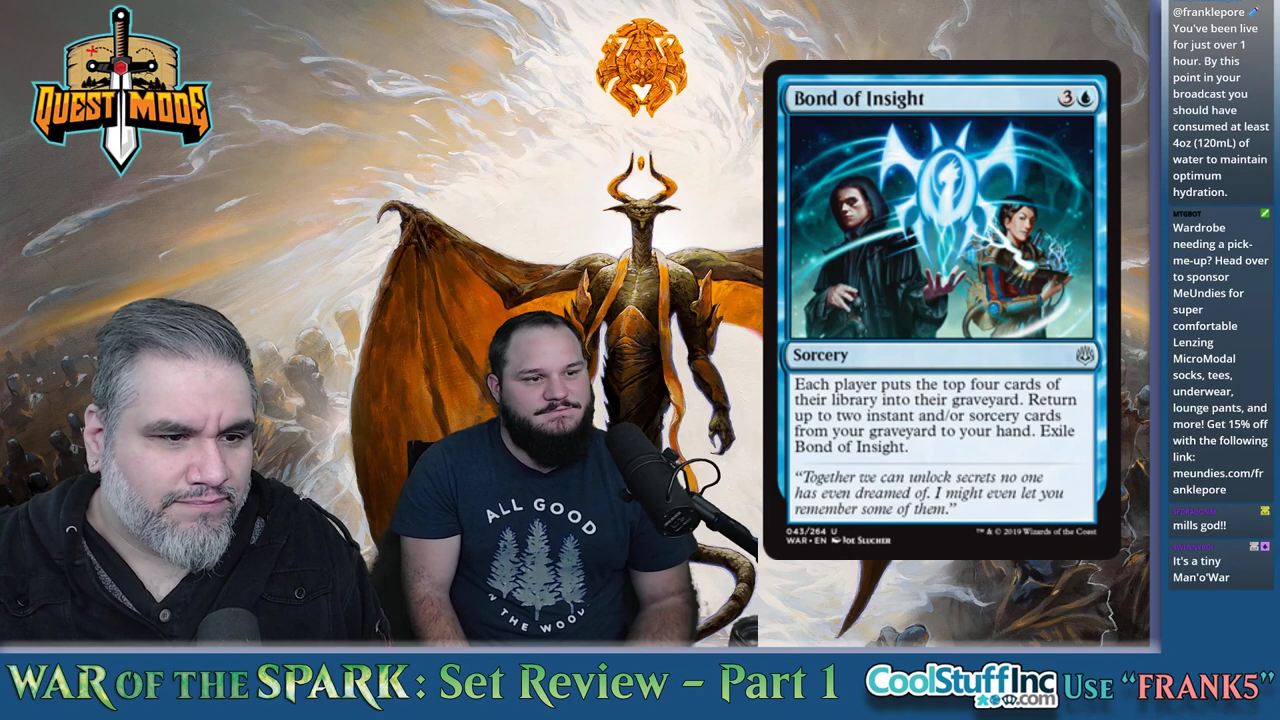 QUEST MODE
Bond of Insight 3
Sorcery
Each player puts the top four cards of
their library into their graveyard. Return
up to two instant and/or sorcery cards
from your graveyard to your hand. Exile
Bond of Insight.
“Together we can unlock secrets no one
has even dreamed of. I might even let you
remember some of them.”
043/264 U
WAR • EN JOE SLUCHER
™ & © 2019 Wizards of the Coast
ALL GOOD
THE WOO
@franklepore
You've been live
for just over 1
hour. By this
point in your
broadcast you
should have
consumed at least
4oz (120mL) of
water to maintain
optimum
hydration.
MTGBOT
Wardrobe
needing a pick-
me-up? Head over
to sponsor
MeUndies for
super
comfortable
Lenzing
MicroModal
socks, tees,
underwear,
lounge pants, and
more! Get 15% off
with the following
link:
meundies.com/fr
anklepore
mills god!!
It's a tiny
Man'o'War
WAR OF THE SPARK: Set Review - Part 1
CoolStuffInc
.com
USE “FRANK5”